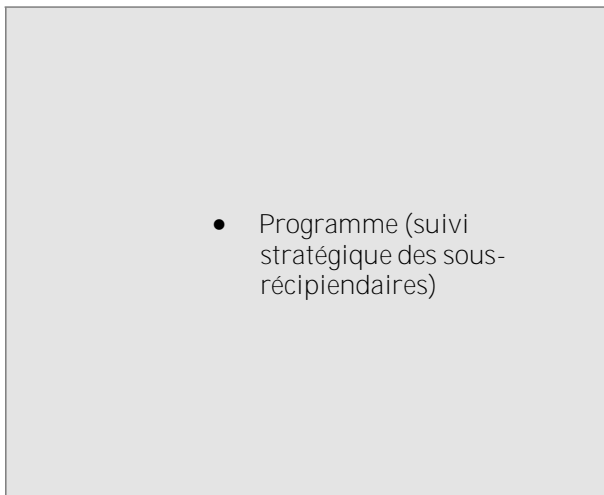 • Programme (suivi
stratégique des sous-
récipiendaires)